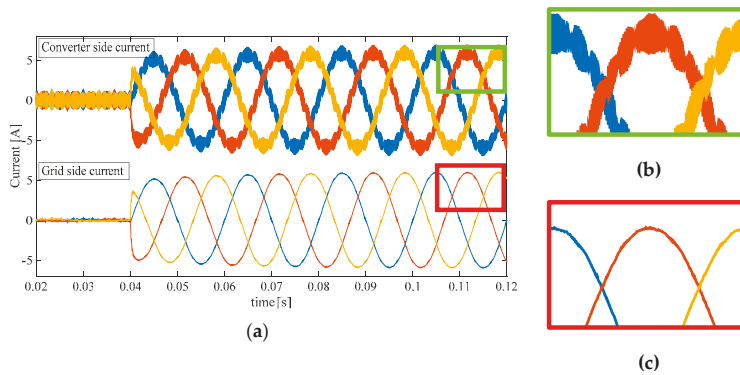 Converter side current
5
0
-5
Current [A]
Grid side current
5
0
-5
0.02 0.03 0.04 0.05 0.06 0.07 0.08 0.09 0.1 0.11 0.12
time [s]
(a)
(b)
(c)